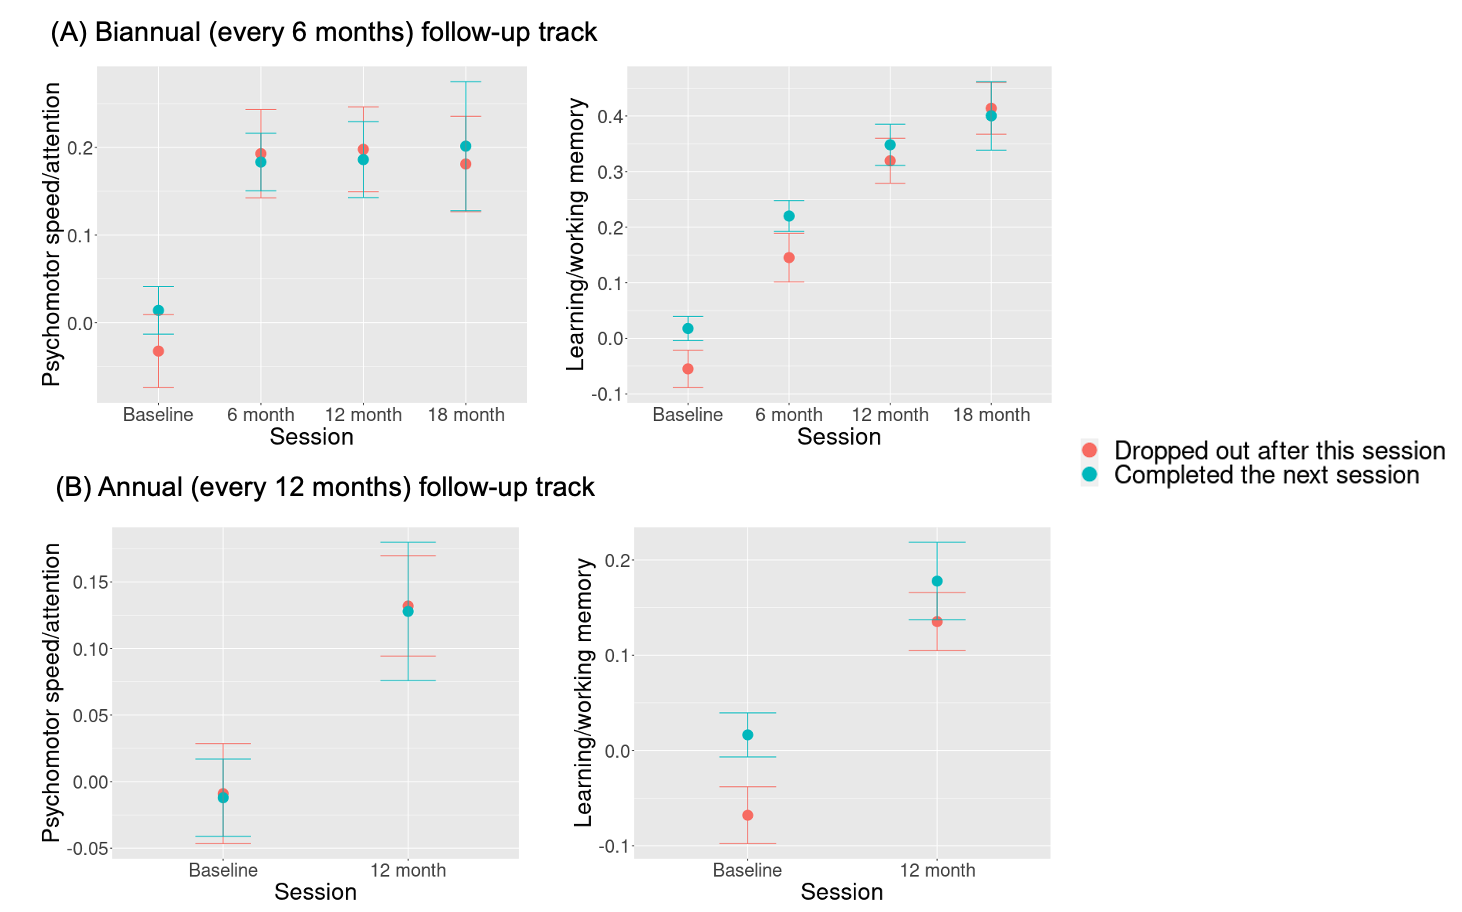 (A) Biannual (every 6 months) follow-up track
Psychomotor speed/attention
0.2
0.1
0.0
Baseline 6 month 12 month 18 month
Session
Learning/working memory
0.4
0.3
0.2
0.1
0.0
-0.1
Baseline 6 month 12 month 18 month
Session
Dropped out after this session
Completed the next session
(B) Annual (every 12 months) follow-up track
Psychomotor speed/attention
0.15
0.10
0.05
0.00
-0.05
Baseline 12 month
Session
Learning/working memory
0.2
0.1
0.0
-0.1
Baseline 12 month
Session